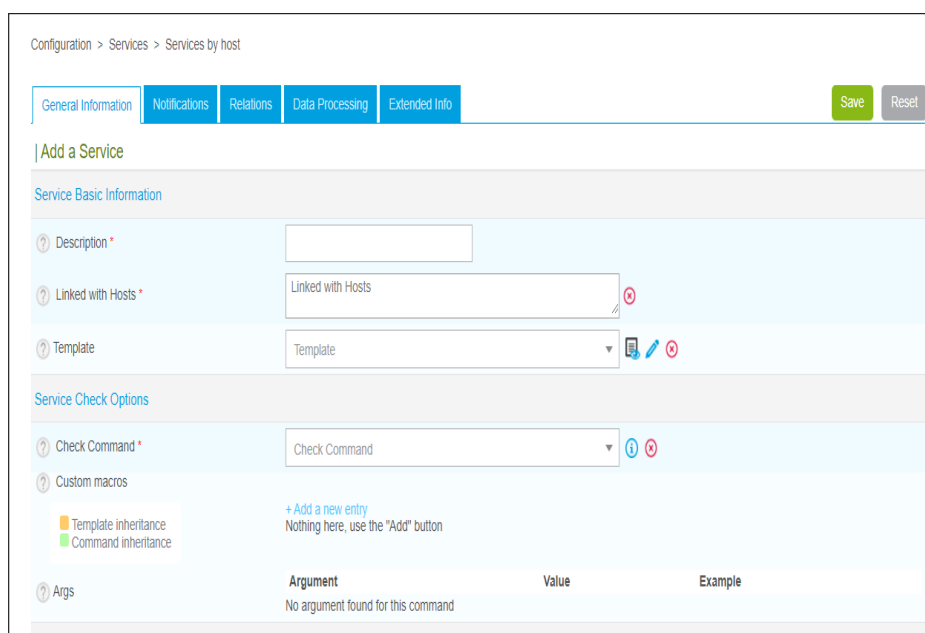 Configuration > Services > Services by host
General Information Notifications Relations Data Processing Extended Info Save Reset
| Add a Service
Service Basic Information
? Description *
? Linked with Hosts * Linked with Hosts
? Template Template
Service Check Options
? Check Command * Check Command
? Custom macros
+ Add a new entry
Nothing here, use the "Add" button
Template inheritance
Command inheritance
? Args Argument Value Example
No argument found for this command